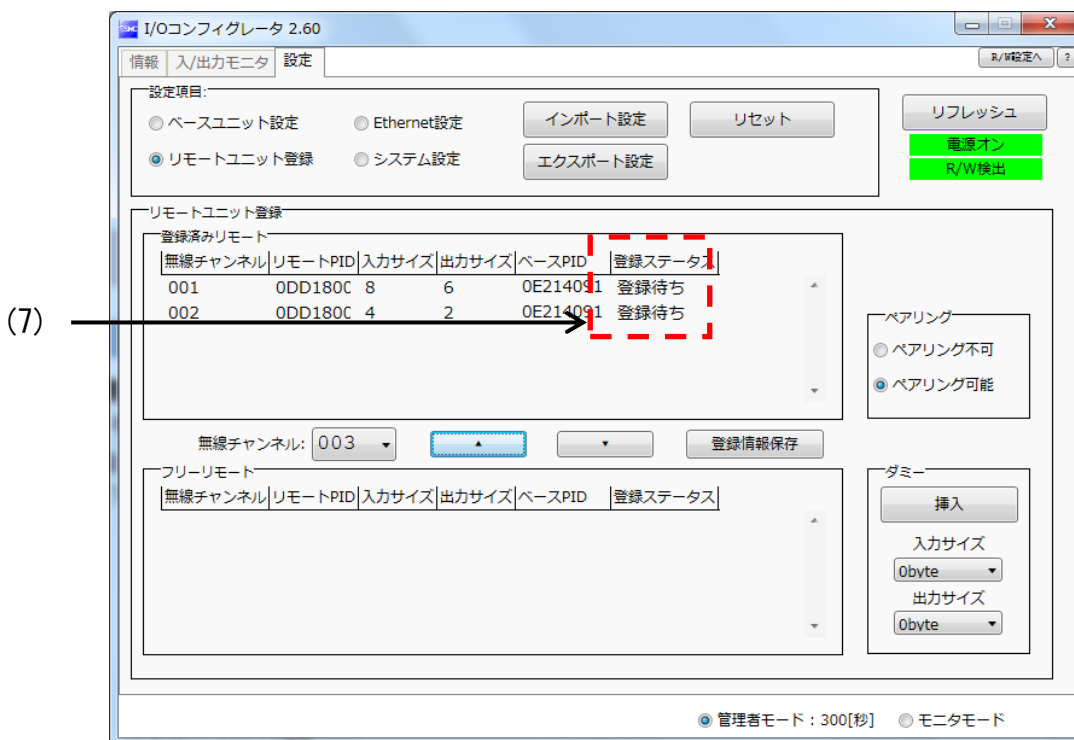 I/Oコンフィグレータ 2.60
情報 入/出力モニタ 設定 R/W設定へ ?
設定項目:
ベースユニット設定 Ethernet設定 インポート設定 リセット リフレッシュ
電源オン
リモートユニット登録 システム設定 エクスポート設定 R/W検出
リモートユニット登録
登録済みリモート
無線チャンネル リモートPID 入力サイズ 出力サイズ ベースPID 登録ステータス
001 0DD1800 8 6 0E214091 登録待ち
002 0DD1800 4 2 0E214091 登録待ち
(7)
ペアリング
ペアリング不可
ペアリング可能
無線チャンネル: 003 ▲ ▼ 登録情報保存
フリーリモート
無線チャンネル リモートPID 入力サイズ 出力サイズ ベースPID 登録ステータス
ダミー
挿入
入力サイズ
0byte
出力サイズ
0byte
管理者モード：300[秒] モニタモード